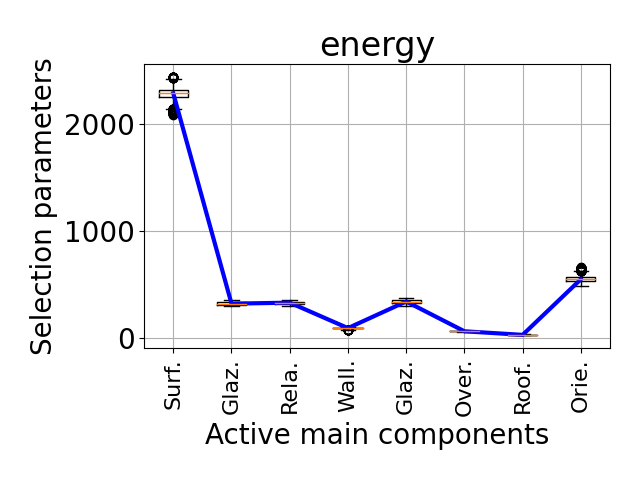 energy
Selection parameters
2000
1000
0
Surf.
Glaz.
Rela.
Wall.
Glaz.
Over.
Roof.
Orie.
Active main components